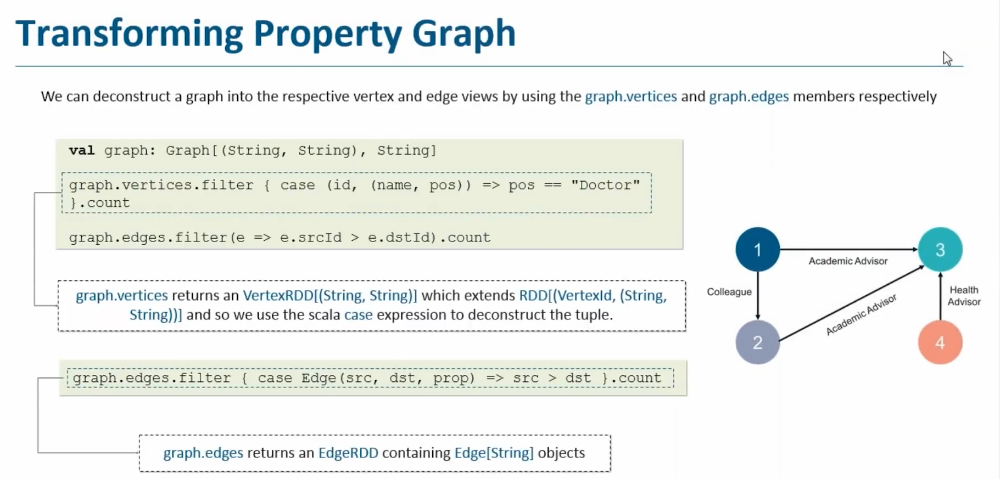 Transforming Property Graph
We can deconstruct a graph into the respective vertex and edge views by using the graph.vertices and graph.edges members respectively
val graph: Graph[(String, String), String]
graph.vertices.filter { case (id, (name, pos)) => pos == "Doctor"
}.count
graph.edges.filter(e => e.srcId > e.dstId).count
graph.vertices returns an VertexRDD[(String, String)] which extends RDD[(VertexId, (String,
String))] and so we use the scala case expression to deconstruct the tuple.
graph.edges.filter { case Edge(src, dst, prop) => src > dst }.count
graph.edges returns an EdgeRDD containing Edge[String] objects
1
3
Academic Advisor
Colleague
Academic Advisor
Health
Advisor
2
4